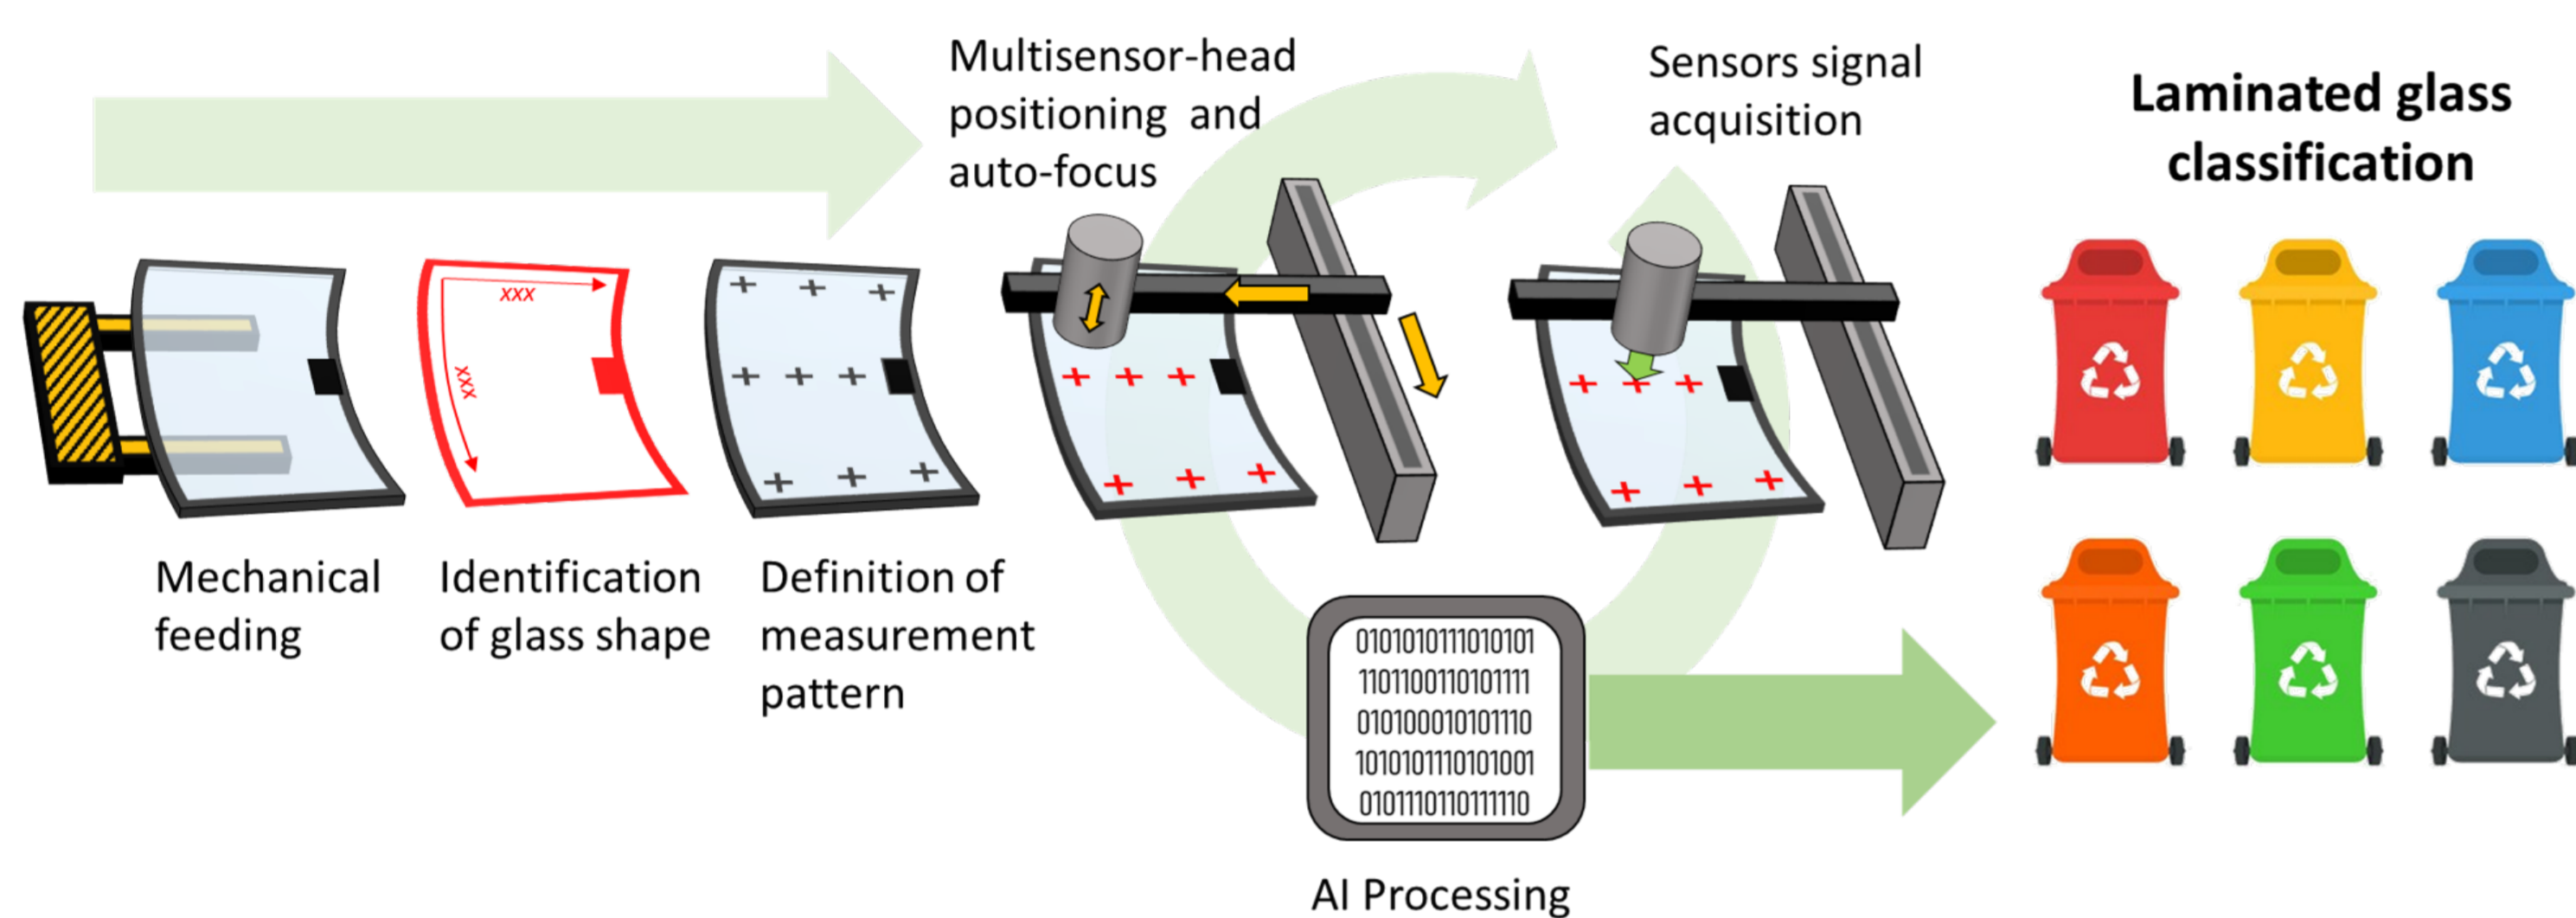 Multisensor-head
positioning and
auto-focus
Sensors signal
acquisition
Laminated glass
classification
xxx
xxx
Mechanical
feeding
Identification
of glass shape
Definition of
measurement
pattern
0101010111010101
1101100110101111
010100010101110
1010101110101001
0101110110111110
AI Processing